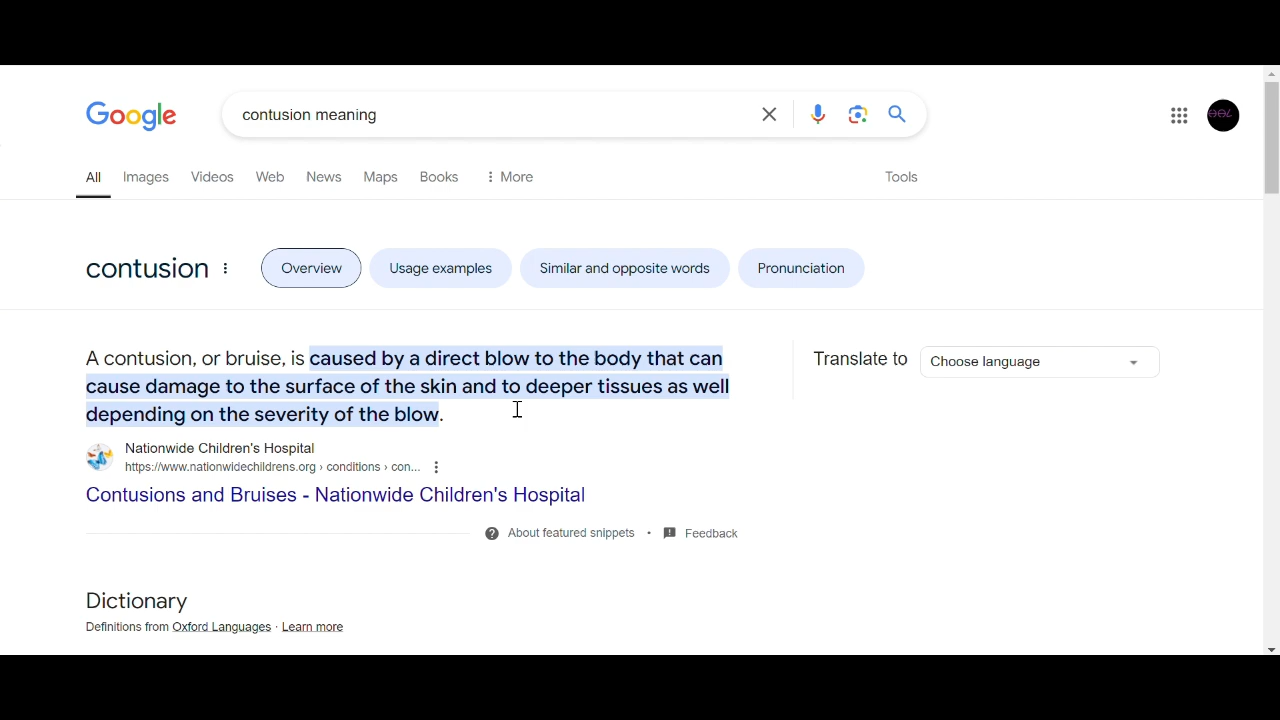 Google
contusion meaning
All Images Videos Web News Maps Books More Tools
contusion
Overview Usage examples Similar and opposite words Pronunciation
A contusion, or bruise, is caused by a direct blow to the body that can
cause damage to the surface of the skin and to deeper tissues as well
depending on the severity of the blow.
Translate to Choose language
Nationwide Children's Hospital
https://www.nationwidechildrens.org › conditions › con...
Contusions and Bruises - Nationwide Children's Hospital
About featured snippets • Feedback
Dictionary
Definitions from Oxford Languages · Learn more